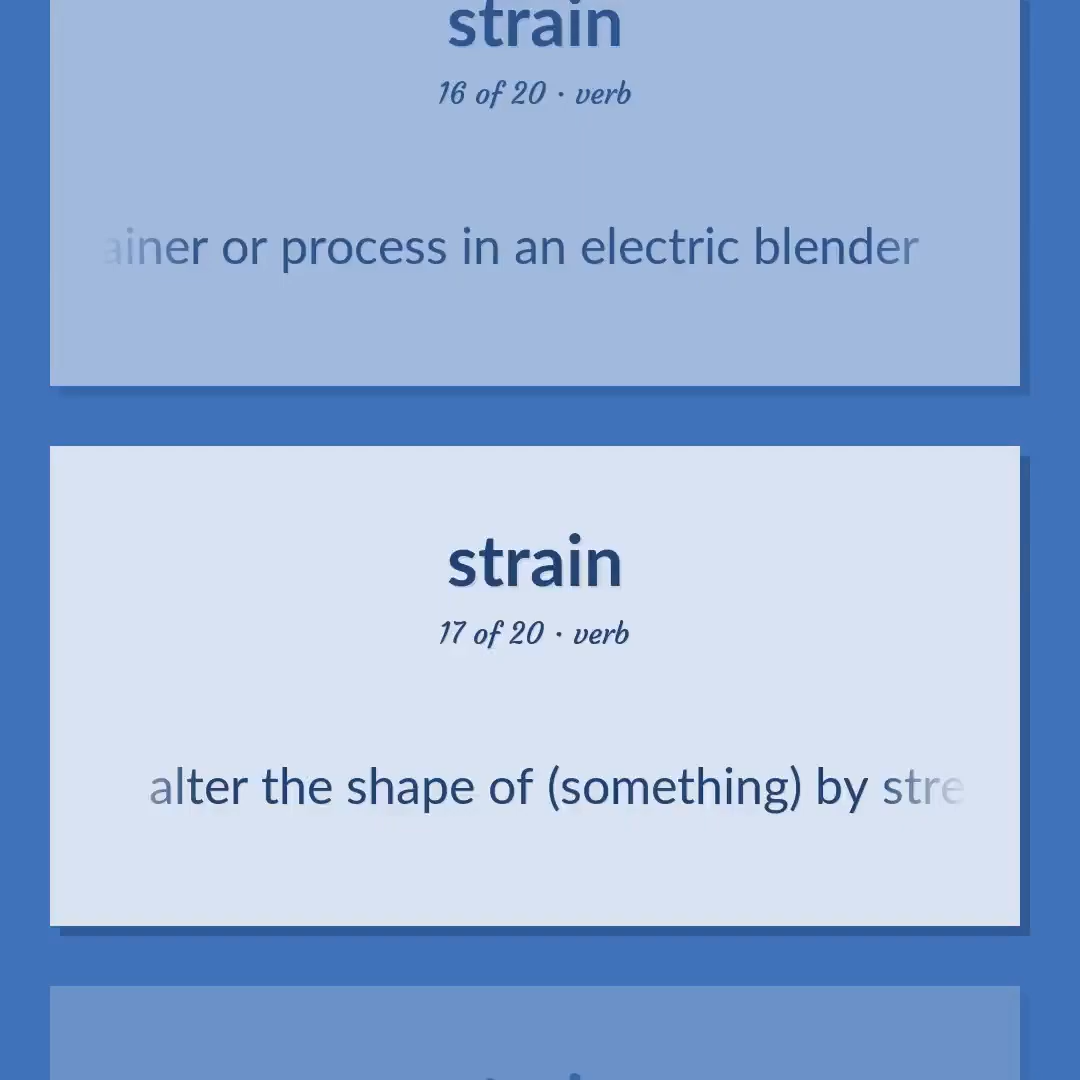 strain
16 of 20 · verb
ainer or process in an electric blender
strain
17 of 20 · verb
alter the shape of (something) by stre